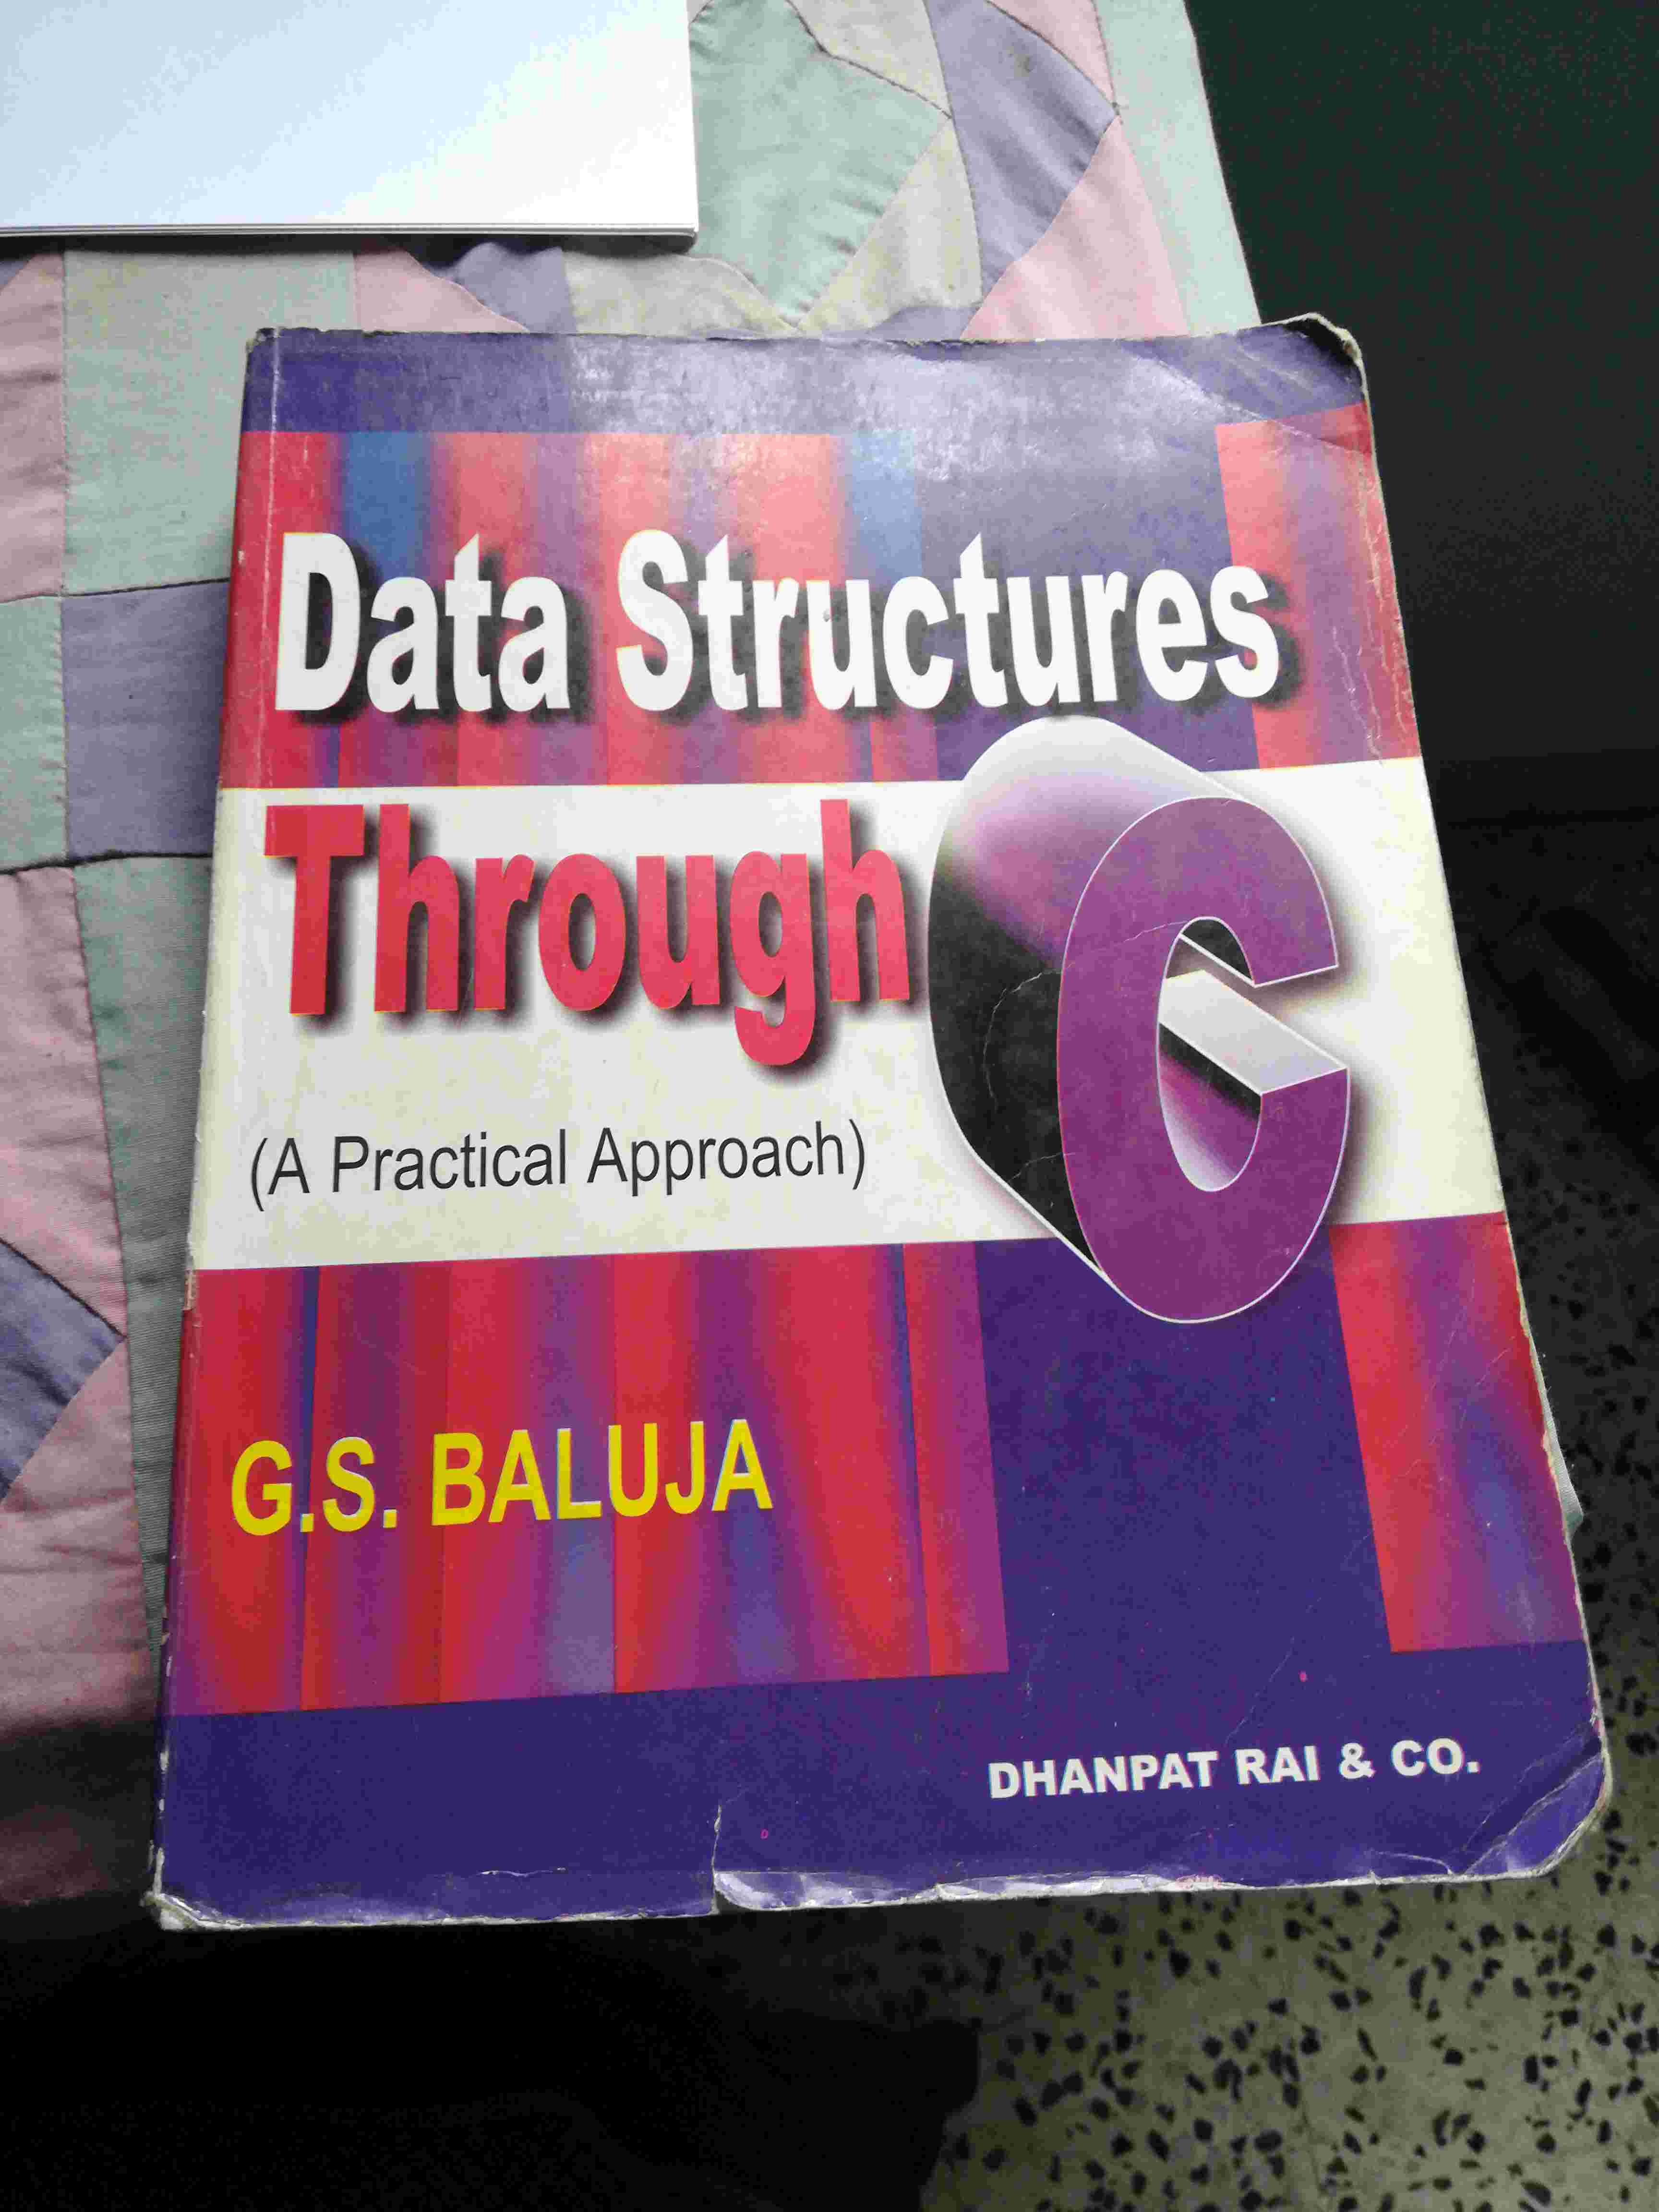 Data Structures
Through C
(A Practical Approach)
G.S. BALUJA
DHANPAT RAI & CO.